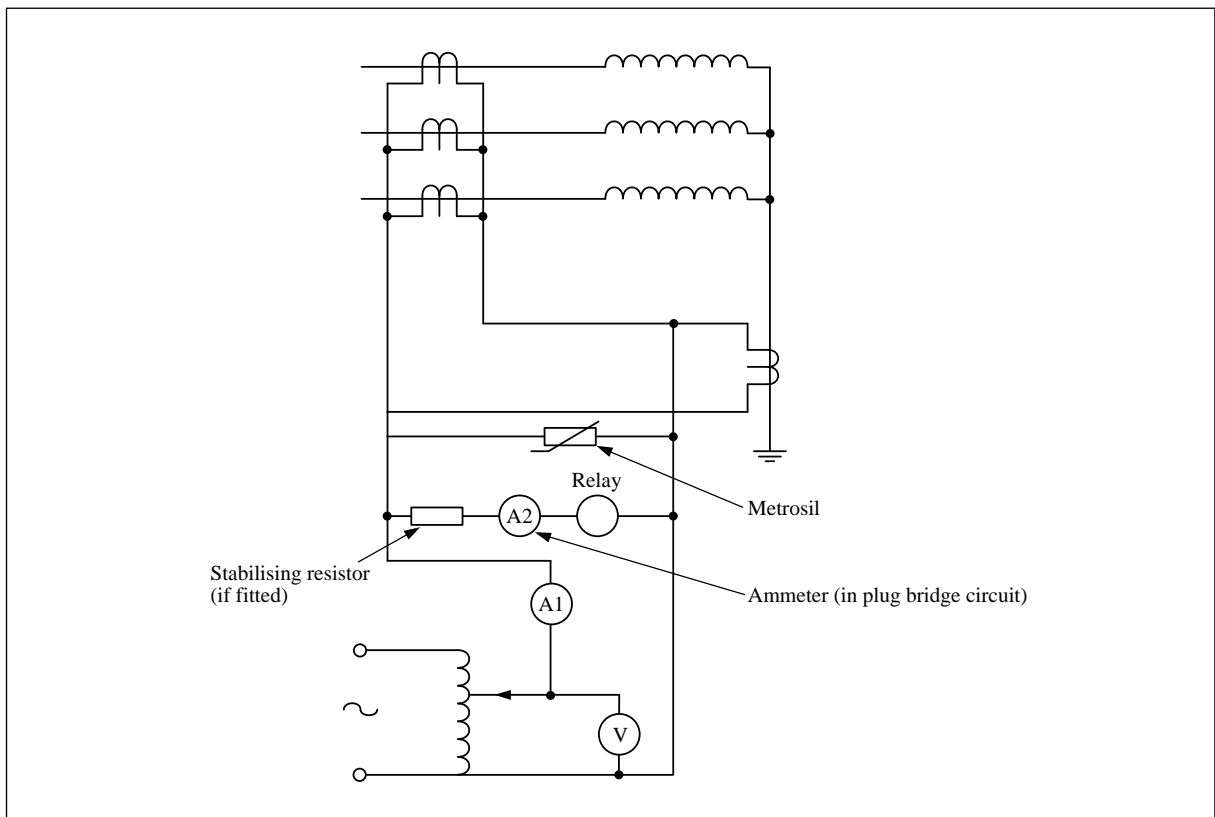 Relay
Metrosil
A2
Stabilising resistor
(if fitted)
Ammeter (in plug bridge circuit)
A1
V